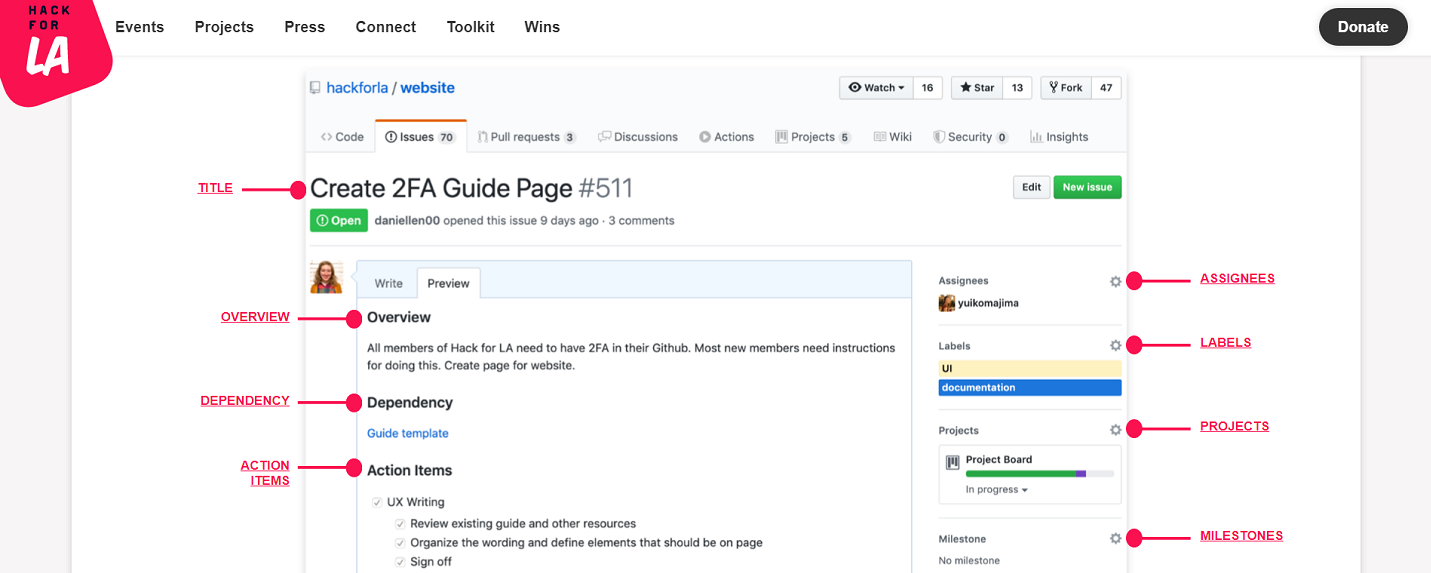 HACK
FOR
LA
Events Projects Press Connect Toolkit Wins
Donate
hackforla / website
Watch 16 Star 13 Fork 47
Code Issues 70 Pull requests 3 Discussions Actions Projects 5 Wiki Security 0 Insights
TITLE
Create 2FA Guide Page #511
Edit New issue
Open daniellen00 opened this issue 9 days ago · 3 comments
Write Preview
OVERVIEW
Overview
All members of Hack for LA need to have 2FA in their Github. Most new members need instructions
for doing this. Create page for website.
DEPENDENCY
Dependency
Guide template
ACTION
ITEMS
Action Items
UX Writing
Review existing guide and other resources
Organize the wording and define elements that should be on page
Sign off
Assignees
ASSIGNEES
yuikomajima
Labels
LABELS
UI
documentation
Projects
PROJECTS
Project Board
In progress
Milestone
MILESTONES
No milestone